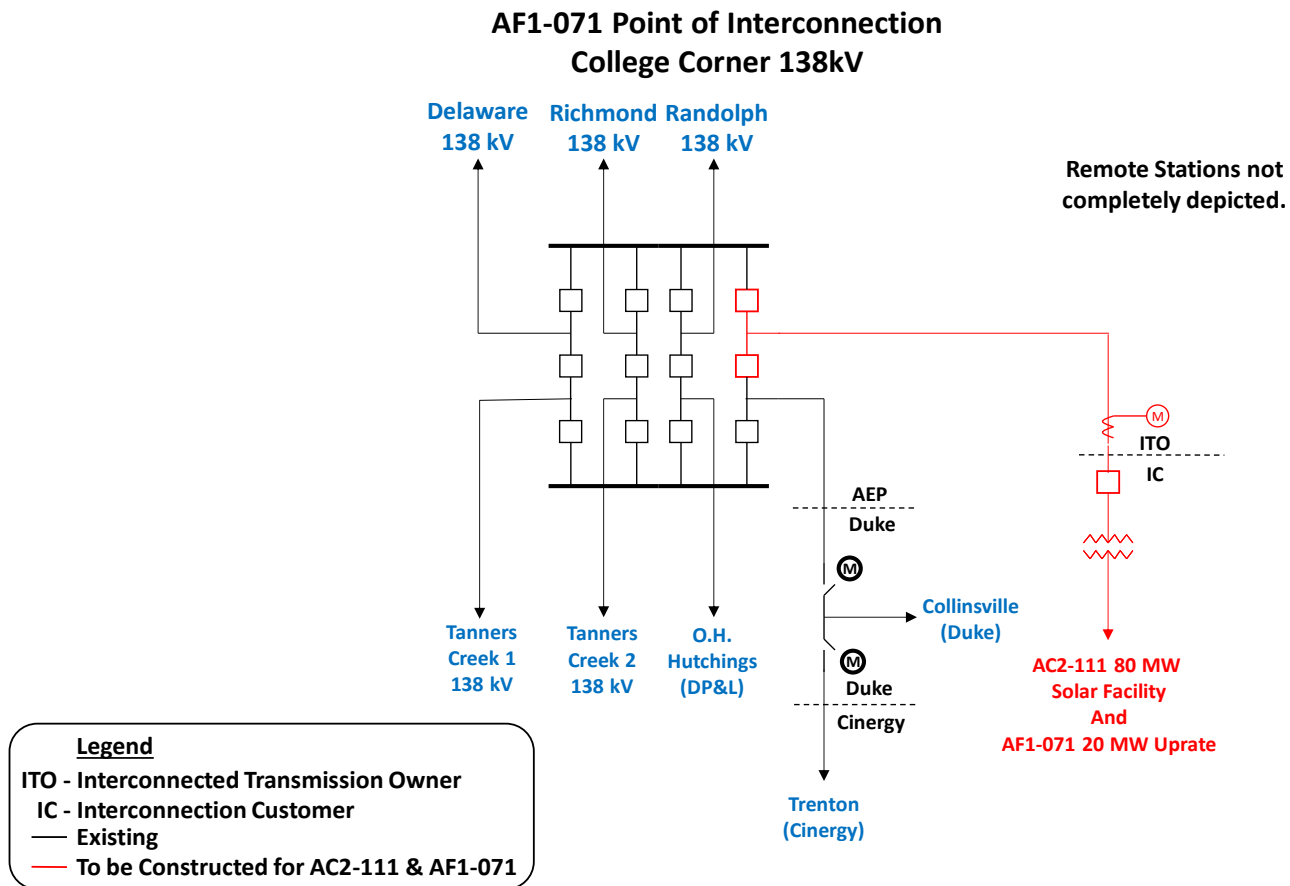 AF1-071 Point of Interconnection
College Corner 138kV
Delaware
138 kV
Richmond
138 kV
Randolph
138 kV
Remote Stations not
completely depicted.
M
ITO
IC
AEP
Duke
M
Collinsville
(Duke)
M
Duke
Cinergy
Tanners
Creek 1
138 kV
Tanners
Creek 2
138 kV
O.H.
Hutchings
(DP&L)
AC2-111 80 MW
Solar Facility
And
AF1-071 20 MW Uprate
Trenton
(Cinergy)
Legend
ITO - Interconnected Transmission Owner
IC - Interconnection Customer
Existing
To be Constructed for AC2-111 & AF1-071